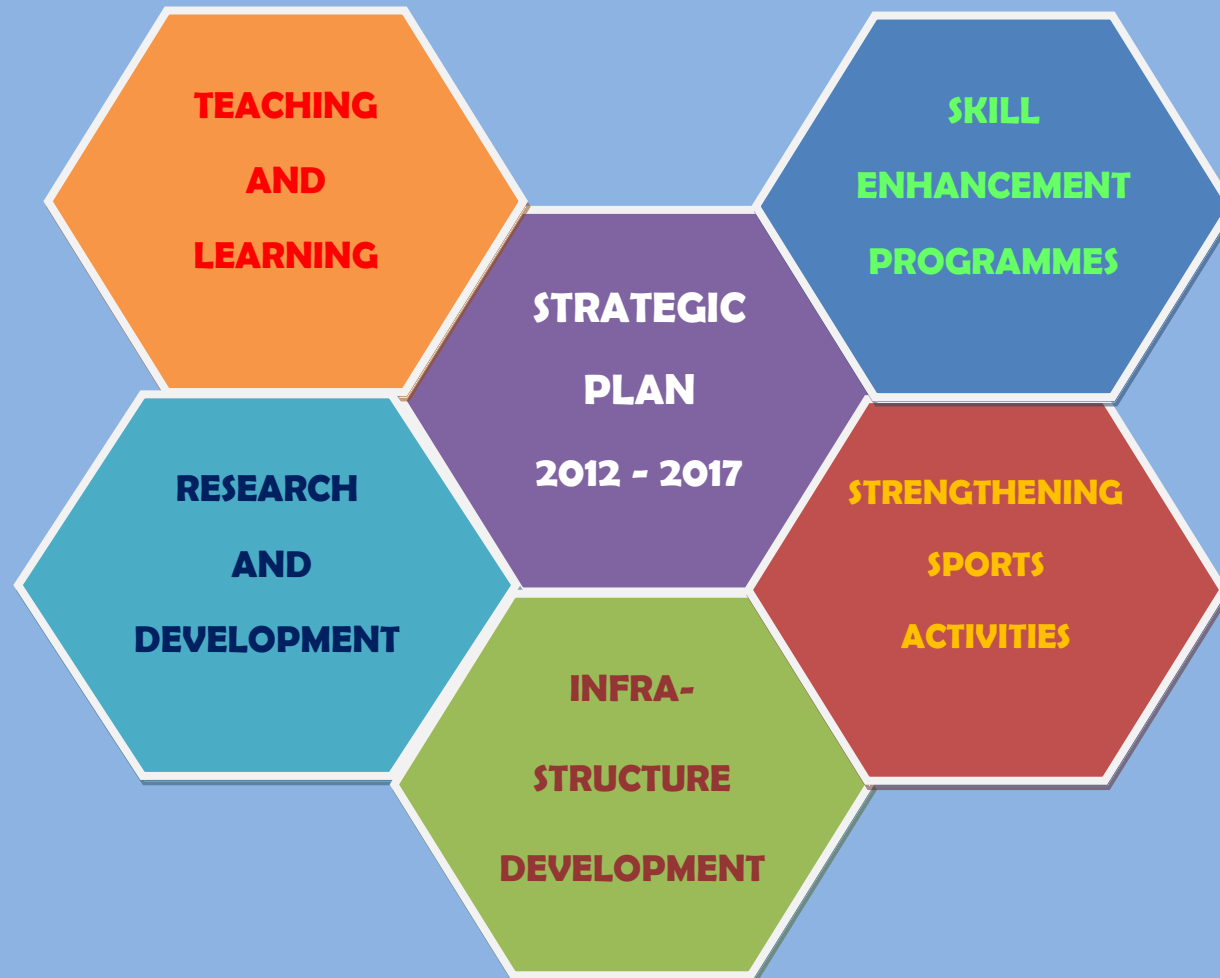 TEACHING
AND
LEARNING
SKILL
ENHANCEMENT
PROGRAMMES
STRATEGIC
PLAN
2012 - 2017
RESEARCH
AND
DEVELOPMENT
STRENGTHENING
SPORTS
ACTIVITIES
INFRA-
STRUCTURE
DEVELOPMENT